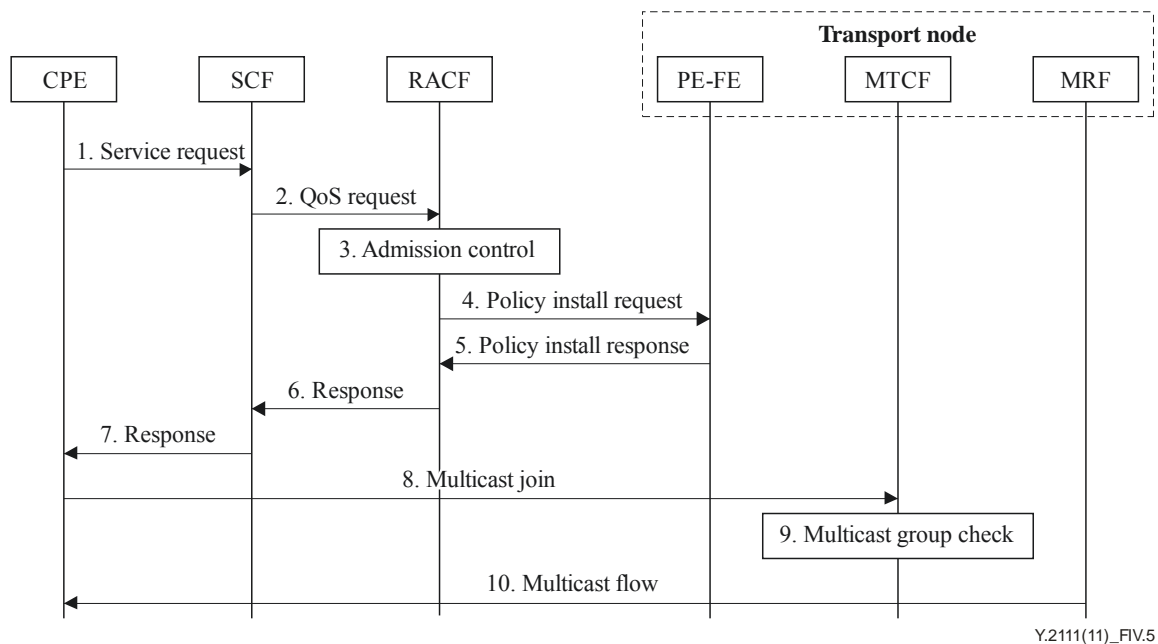 Transport node
CPE
SCF
RACF
PE-FE
MTCF
MRF
1. Service request
2. QoS request
3. Admission control
4. Policy install request
5. Policy install response
6. Response
7. Response
8. Multicast join
9. Multicast group check
10. Multicast flow
Y.2111(11)_FIV.5